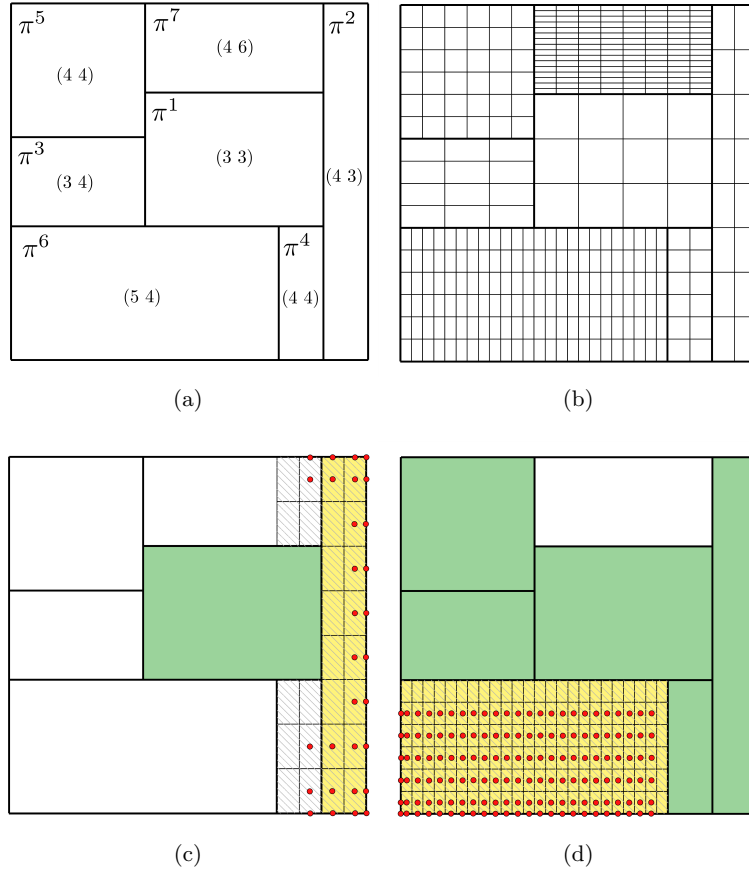 π⁵
(4 4)
π⁷
(4 6)
π²
π¹
(3 3)
(4 3)
π³
(3 4)
π⁶
(5 4)
π⁴
(4 4)
(a)
(b)
(c)
(d)